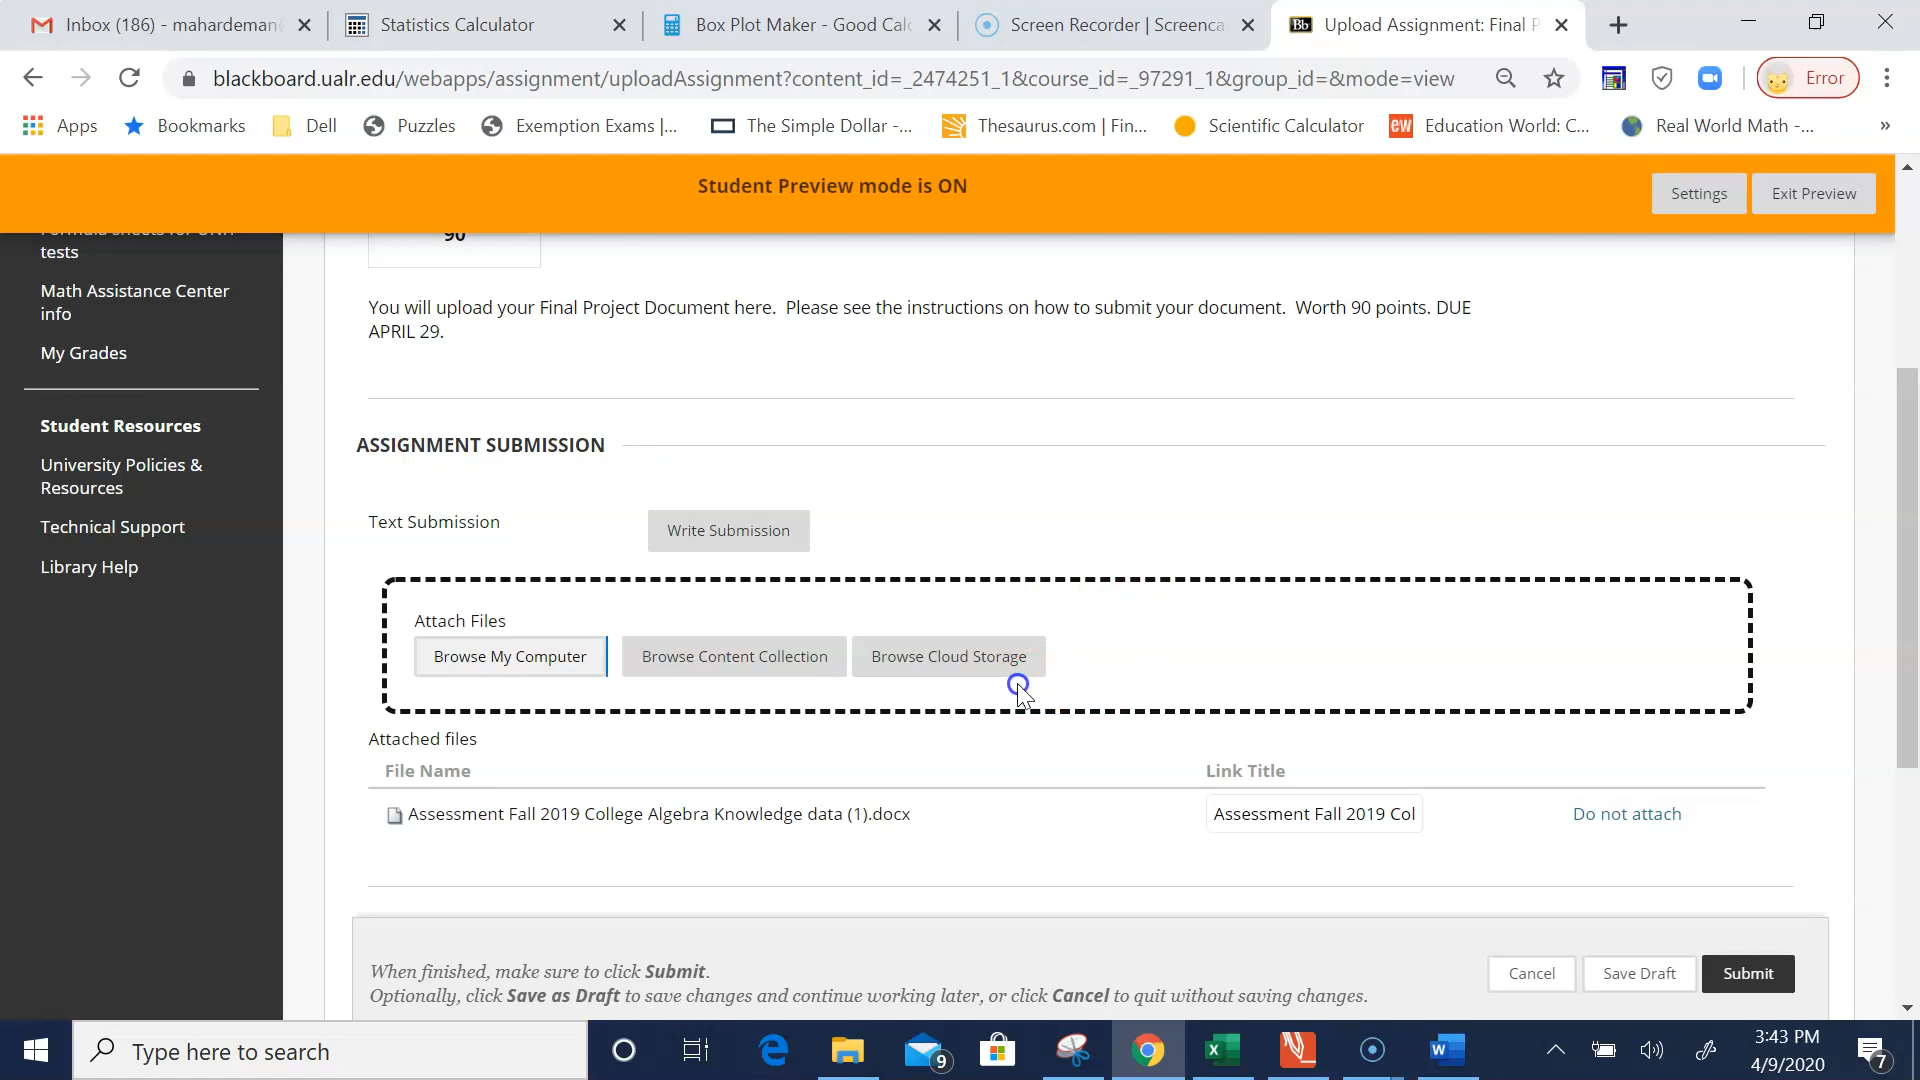 Inbox (186) - mahardeman
Statistics Calculator
Box Plot Maker - Good Calc
Screen Recorder | Screenca
Bb
Upload Assignment: Final P
blackboard.ualr.edu/webapps/assignment/uploadAssignment?content_id=_2474251_1&course_id=_97291_1&group_id=&mode=view
Error
Apps
Bookmarks
Dell
Puzzles
Exemption Exams |...
The Simple Dollar -...
Thesaurus.com | Fin...
Scientific Calculator
ew
Education World: C...
Real World Math -...
»
Student Preview mode is ON
Settings
Exit Preview
tests
Math Assistance Center
info
My Grades
Student Resources
University Policies &
Resources
Technical Support
Library Help
90
You will upload your Final Project Document here. Please see the instructions on how to submit your document. Worth 90 points. DUE
APRIL 29.
ASSIGNMENT SUBMISSION
Text Submission
Write Submission
Attach Files
Browse My Computer
Browse Content Collection
Browse Cloud Storage
Attached files
File Name
Link Title
Assessment Fall 2019 College Algebra Knowledge data (1).docx
Assessment Fall 2019 Col
Do not attach
When finished, make sure to click Submit.
Optionally, click Save as Draft to save changes and continue working later, or click Cancel to quit without saving changes.
Cancel
Save Draft
Submit
Type here to search
9
3:43 PM
4/9/2020
7